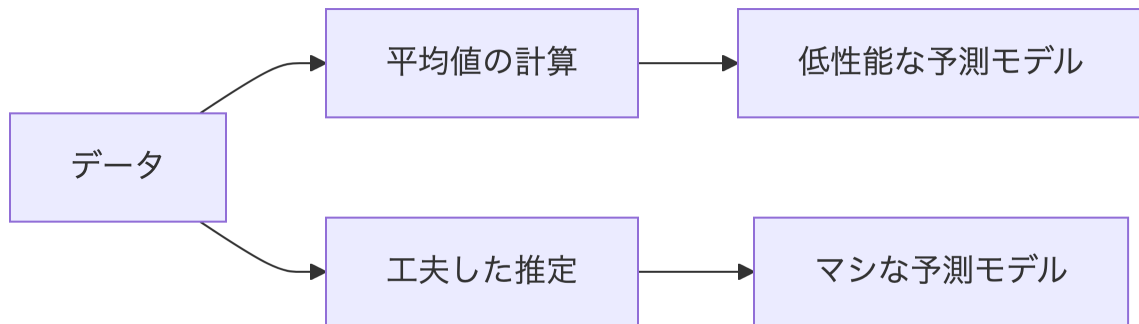 平均値の計算
低性能な予測モデル
データ
工夫した推定
マシな予測モデル